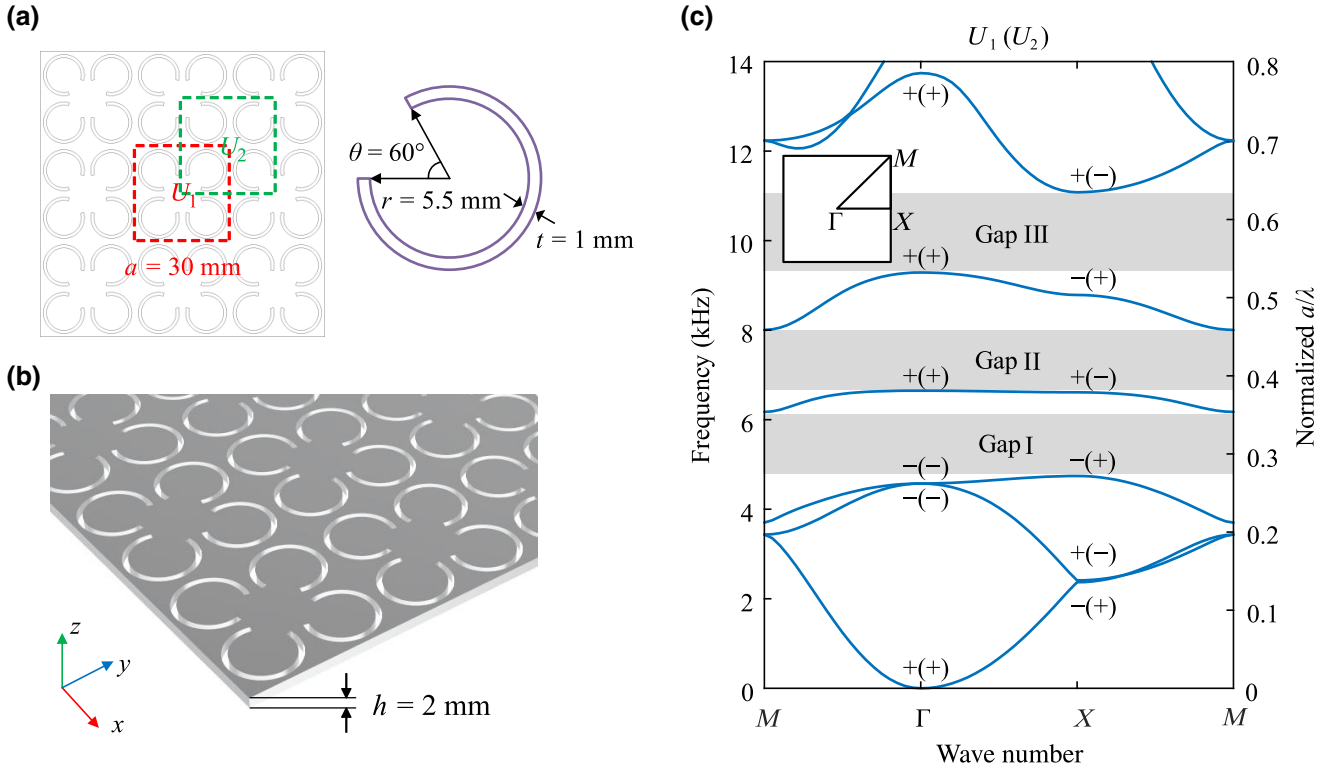 (a)
U₂
U₁
a = 30 mm
θ = 60°
r = 5.5 mm
t = 1 mm
(b)
z
y
x
h = 2 mm
(c)
U₁ (U₂)
14
12
10
8
6
4
2
0
Frequency (kHz)
+(+)
+(−)
M
Γ
X
Gap III
+(+)
−(+)
Gap II
+(+)
+(−)
Gap I
−(−)
−(+)
−(−)
+(−)
−(+)
+(+)
0.8
0.7
0.6
0.5
0.4
0.3
0.2
0.1
0
Normalized a/λ
M
Γ
X
M
Wave number